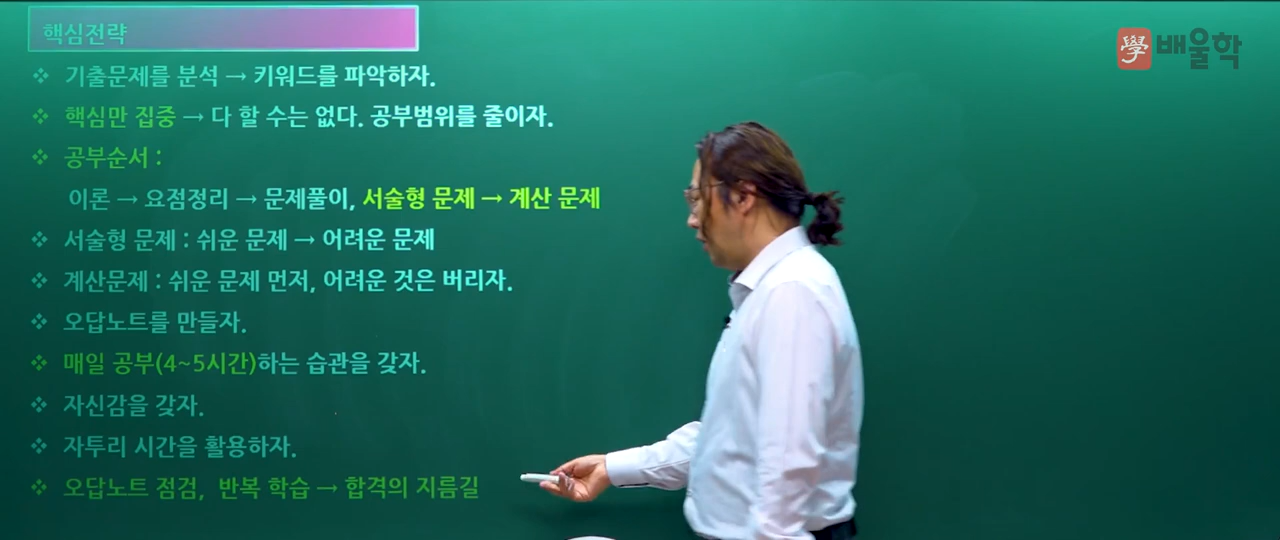 핵심전략
學 배울학
❖ 기출문제를 분석 → 키워드를 파악하자.
❖ 핵심만 집중 → 다 할 수는 없다. 공부범위를 줄이자.
❖ 공부순서 :
이론 → 요점정리 → 문제풀이, 서술형 문제 → 계산 문제
❖ 서술형 문제 : 쉬운 문제 → 어려운 문제
❖ 계산문제 : 쉬운 문제 먼저, 어려운 것은 버리자.
❖ 오답노트를 만들자.
❖ 매일 공부(4~5시간)하는 습관을 갖자.
❖ 자신감을 갖자.
❖ 자투리 시간을 활용하자.
❖ 오답노트 점검, 반복 학습 → 합격의 지름길